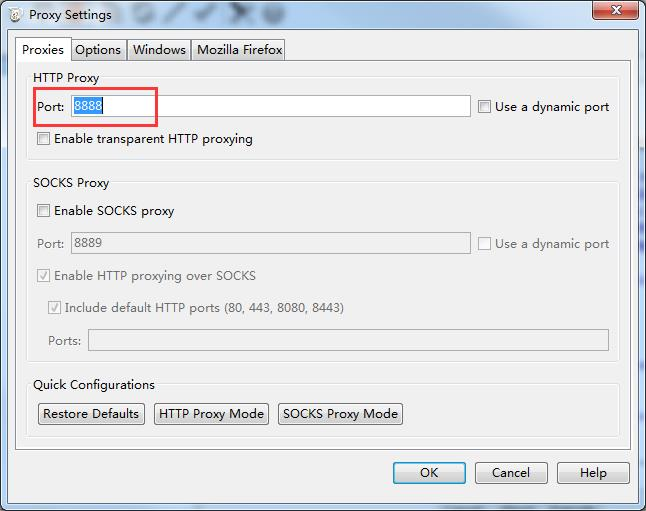 Proxy Settings
Proxies Options Windows Mozilla Firefox
HTTP Proxy
Port: 8888 Use a dynamic port
Enable transparent HTTP proxying
SOCKS Proxy
Enable SOCKS proxy
Port: 8889 Use a dynamic port
Enable HTTP proxying over SOCKS
Include default HTTP ports (80, 443, 8080, 8443)
Ports:
Quick Configurations
Restore Defaults HTTP Proxy Mode SOCKS Proxy Mode
OK Cancel Help